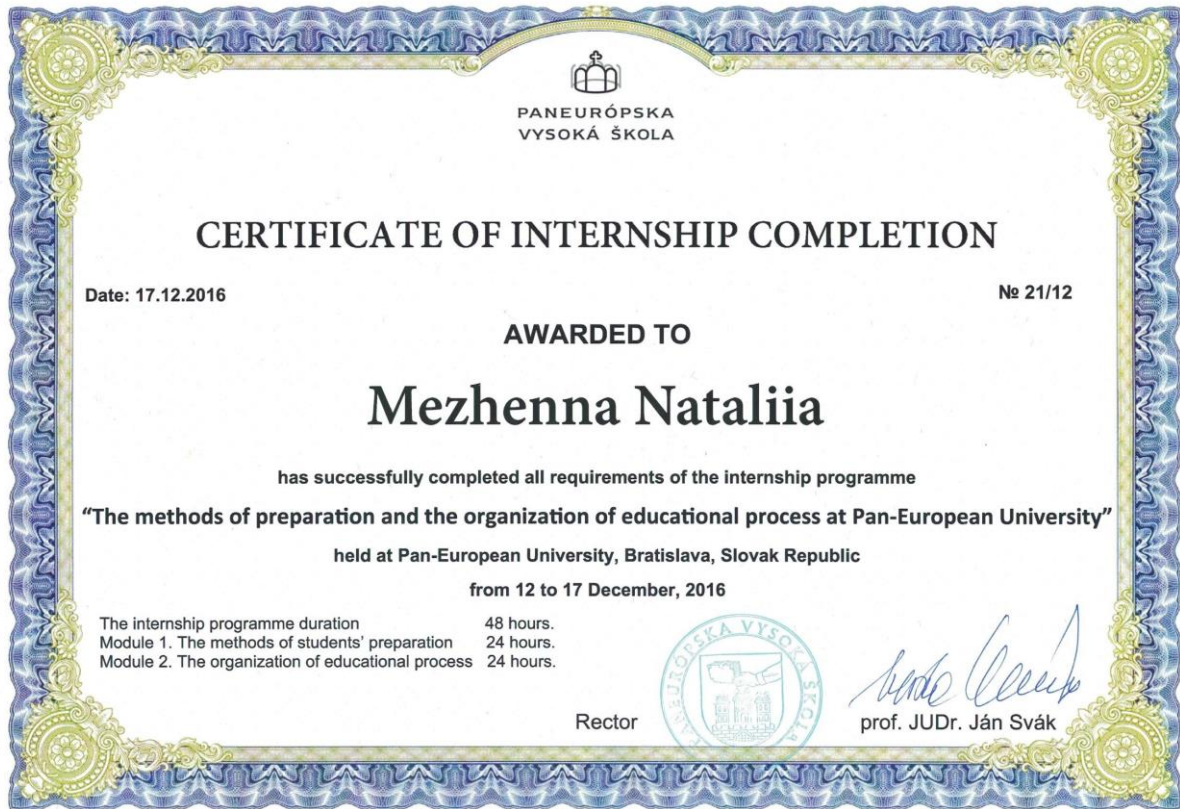 PANEURÓPSKA
VYSOKÁ ŠKOLA
CERTIFICATE OF INTERNSHIP COMPLETION
Date: 17.12.2016
№ 21/12
AWARDED TO
Mezhenna Nataliia
has successfully completed all requirements of the internship programme
“The methods of preparation and the organization of educational process at Pan-European University”
held at Pan-European University, Bratislava, Slovak Republic
from 12 to 17 December, 2016
The internship programme duration 48 hours.
Module 1. The methods of students’ preparation 24 hours.
Module 2. The organization of educational process 24 hours.
PANEURÓPSKA VYSOKÁ ŠKOLA
Rector
prof. JUDr. Ján Svák